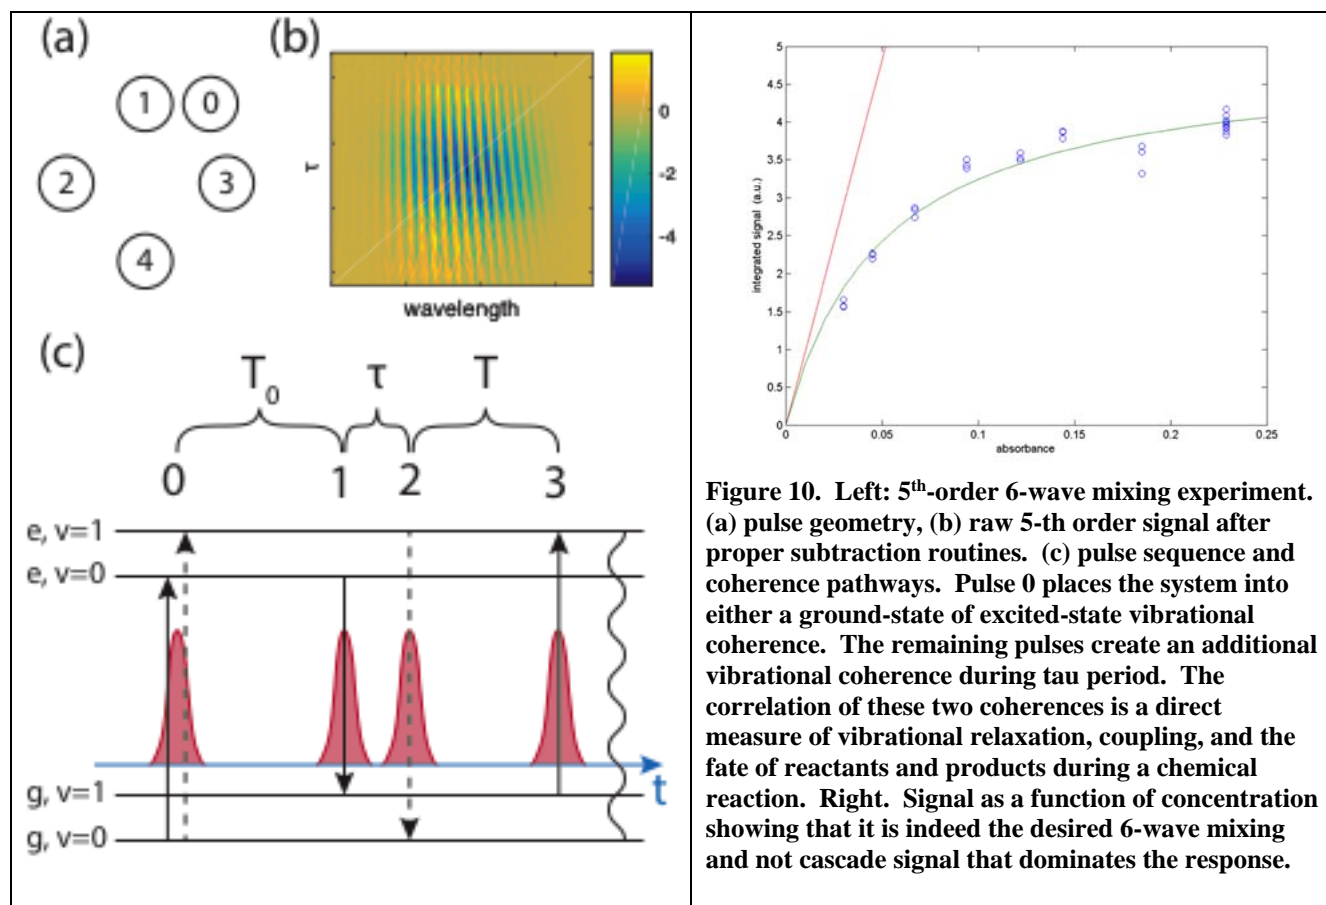 (a)
1 0
2 3
4
(b)
τ
0
-2
-4
wavelength
(c)
T0 τ T
0 1 2 3
e, v=1
e, v=0
t
g, v=1
g, v=0
5
4.5
4
3.5
3
2.5
2
1.5
1
0.5
0
integrated signal (a.u.)
0 0.05 0.1 0.15 0.2 0.25
absorbance
Figure 10. Left: 5th-order 6-wave mixing experiment.
(a) pulse geometry, (b) raw 5-th order signal after
proper subtraction routines. (c) pulse sequence and
coherence pathways. Pulse 0 places the system into
either a ground-state of excited-state vibrational
coherence. The remaining pulses create an additional
vibrational coherence during tau period. The
correlation of these two coherences is a direct
measure of vibrational relaxation, coupling, and the
fate of reactants and products during a chemical
reaction. Right. Signal as a function of concentration
showing that it is indeed the desired 6-wave mixing
and not cascade signal that dominates the response.